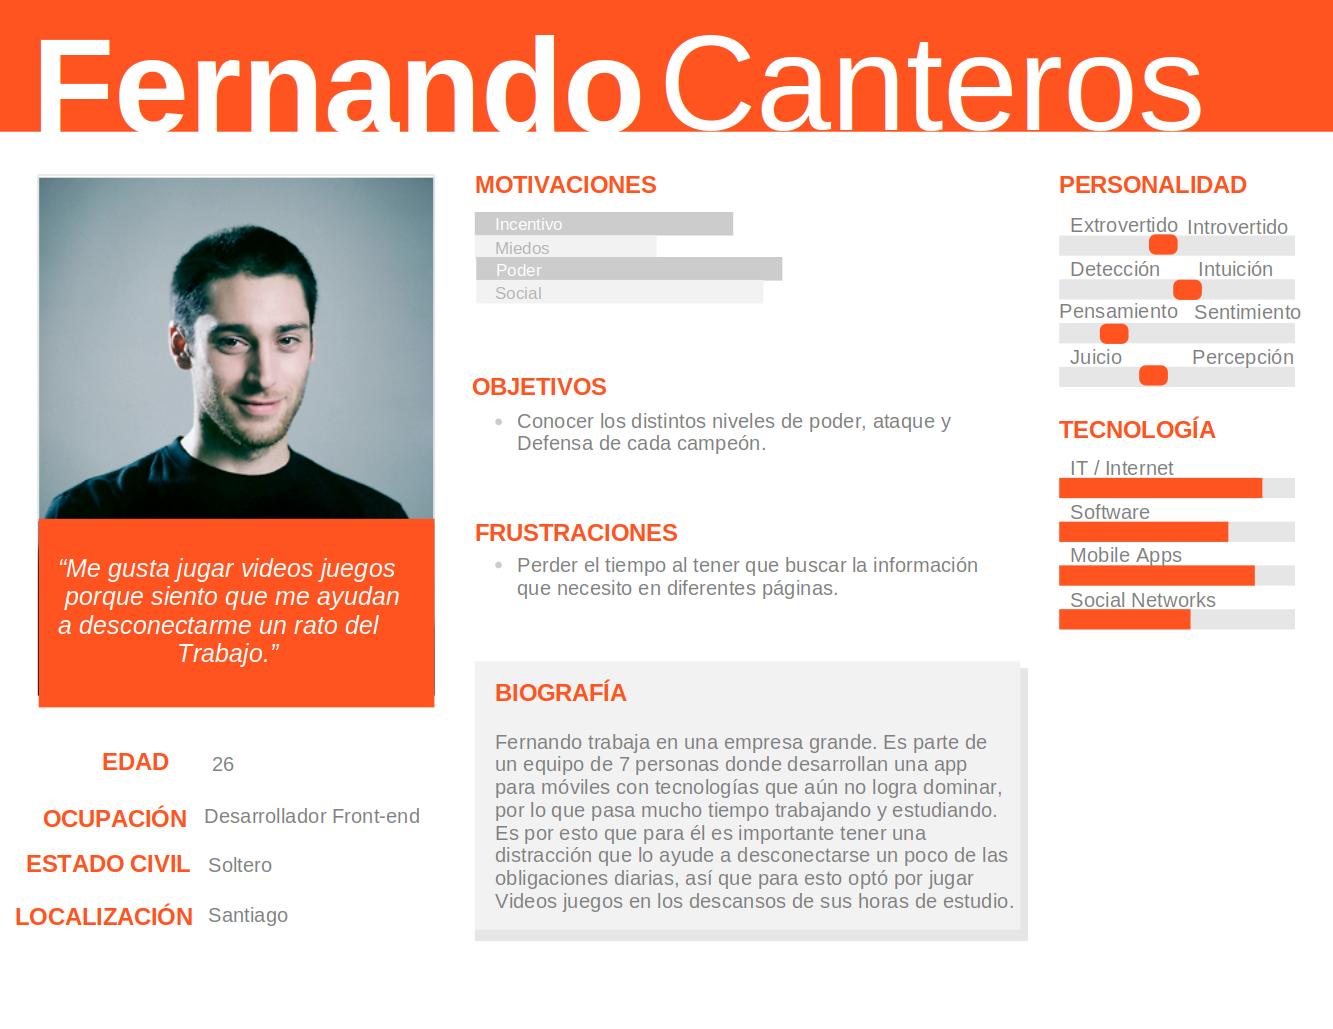 Fernando Canteros
“Me gusta jugar videos juegos
porque siento que me ayudan
a desconectarme un rato del
Trabajo.”
EDAD 26
OCUPACIÓN Desarrollador Front-end
ESTADO CIVIL Soltero
LOCALIZACIÓN Santiago
MOTIVACIONES
Incentivo
Miedos
Poder
Social
OBJETIVOS
Conocer los distintos niveles de poder, ataque y
Defensa de cada campeón.
FRUSTRACIONES
Perder el tiempo al tener que buscar la información
que necesito en diferentes páginas.
BIOGRAFÍA
Fernando trabaja en una empresa grande. Es parte de
un equipo de 7 personas donde desarrollan una app
para móviles con tecnologías que aún no logra dominar,
por lo que pasa mucho tiempo trabajando y estudiando.
Es por esto que para él es importante tener una
distracción que lo ayude a desconectarse un poco de las
obligaciones diarias, así que para esto optó por jugar
Videos juegos en los descansos de sus horas de estudio.
PERSONALIDAD
Extrovertido Introvertido
Detección Intuición
Pensamiento Sentimiento
Juicio Percepción
TECNOLOGÍA
IT / Internet
Software
Mobile Apps
Social Networks